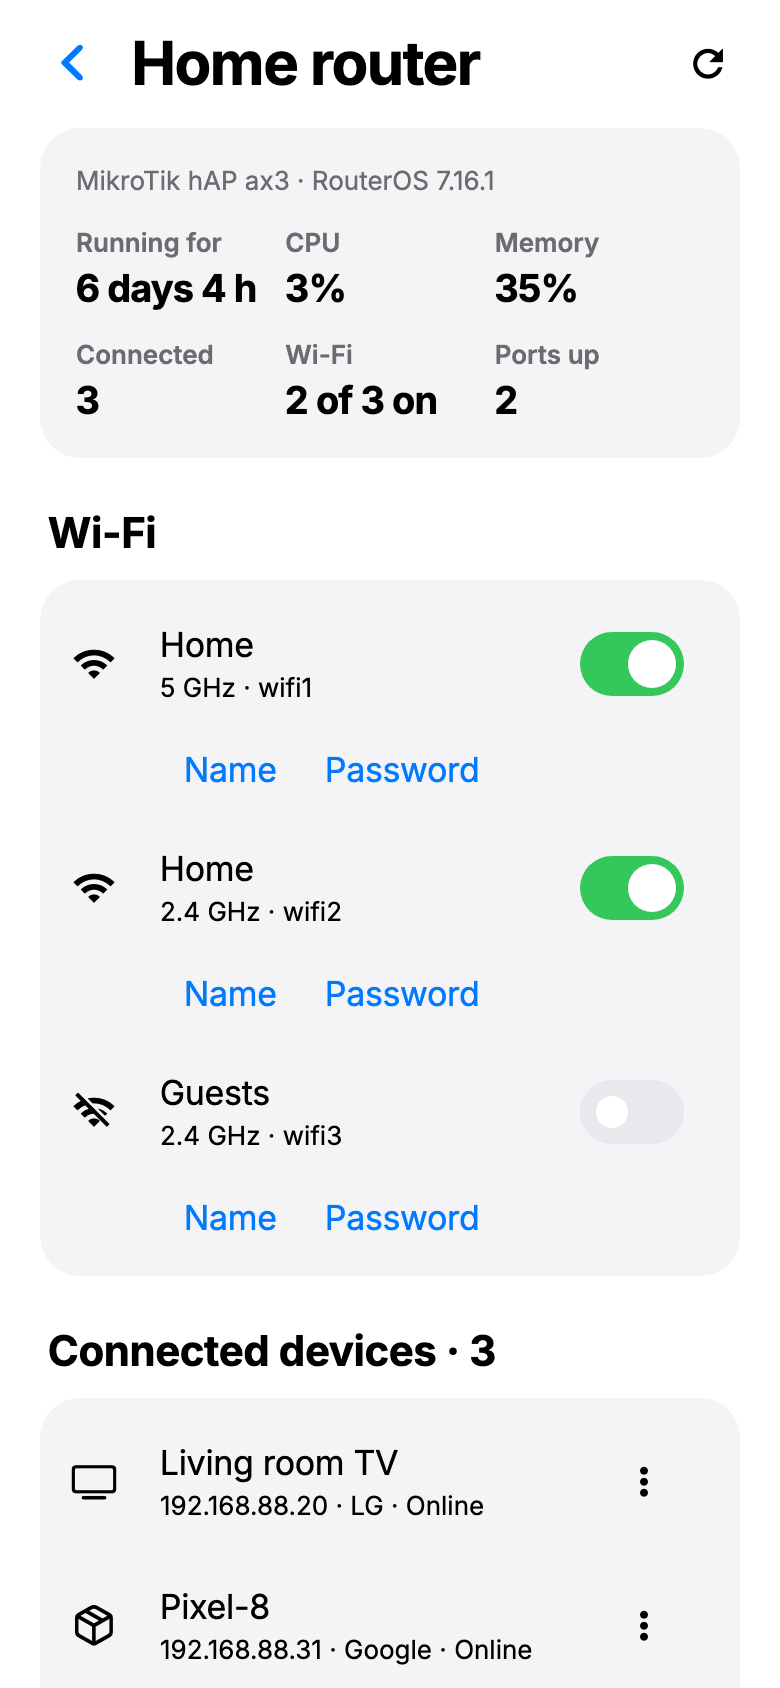 Home router
MikroTik hAP ax3 · RouterOS 7.16.1
Running for CPU Memory
6 days 4 h 3% 35%
Connected Wi-Fi Ports up
3 2 of 3 on 2
Wi-Fi
Home
5 GHz · wifi1
Name Password
Home
2.4 GHz · wifi2
Name Password
Guests
2.4 GHz · wifi3
Name Password
Connected devices · 3
Living room TV
192.168.88.20 · LG · Online
Pixel-8
192.168.88.31 · Google · Online